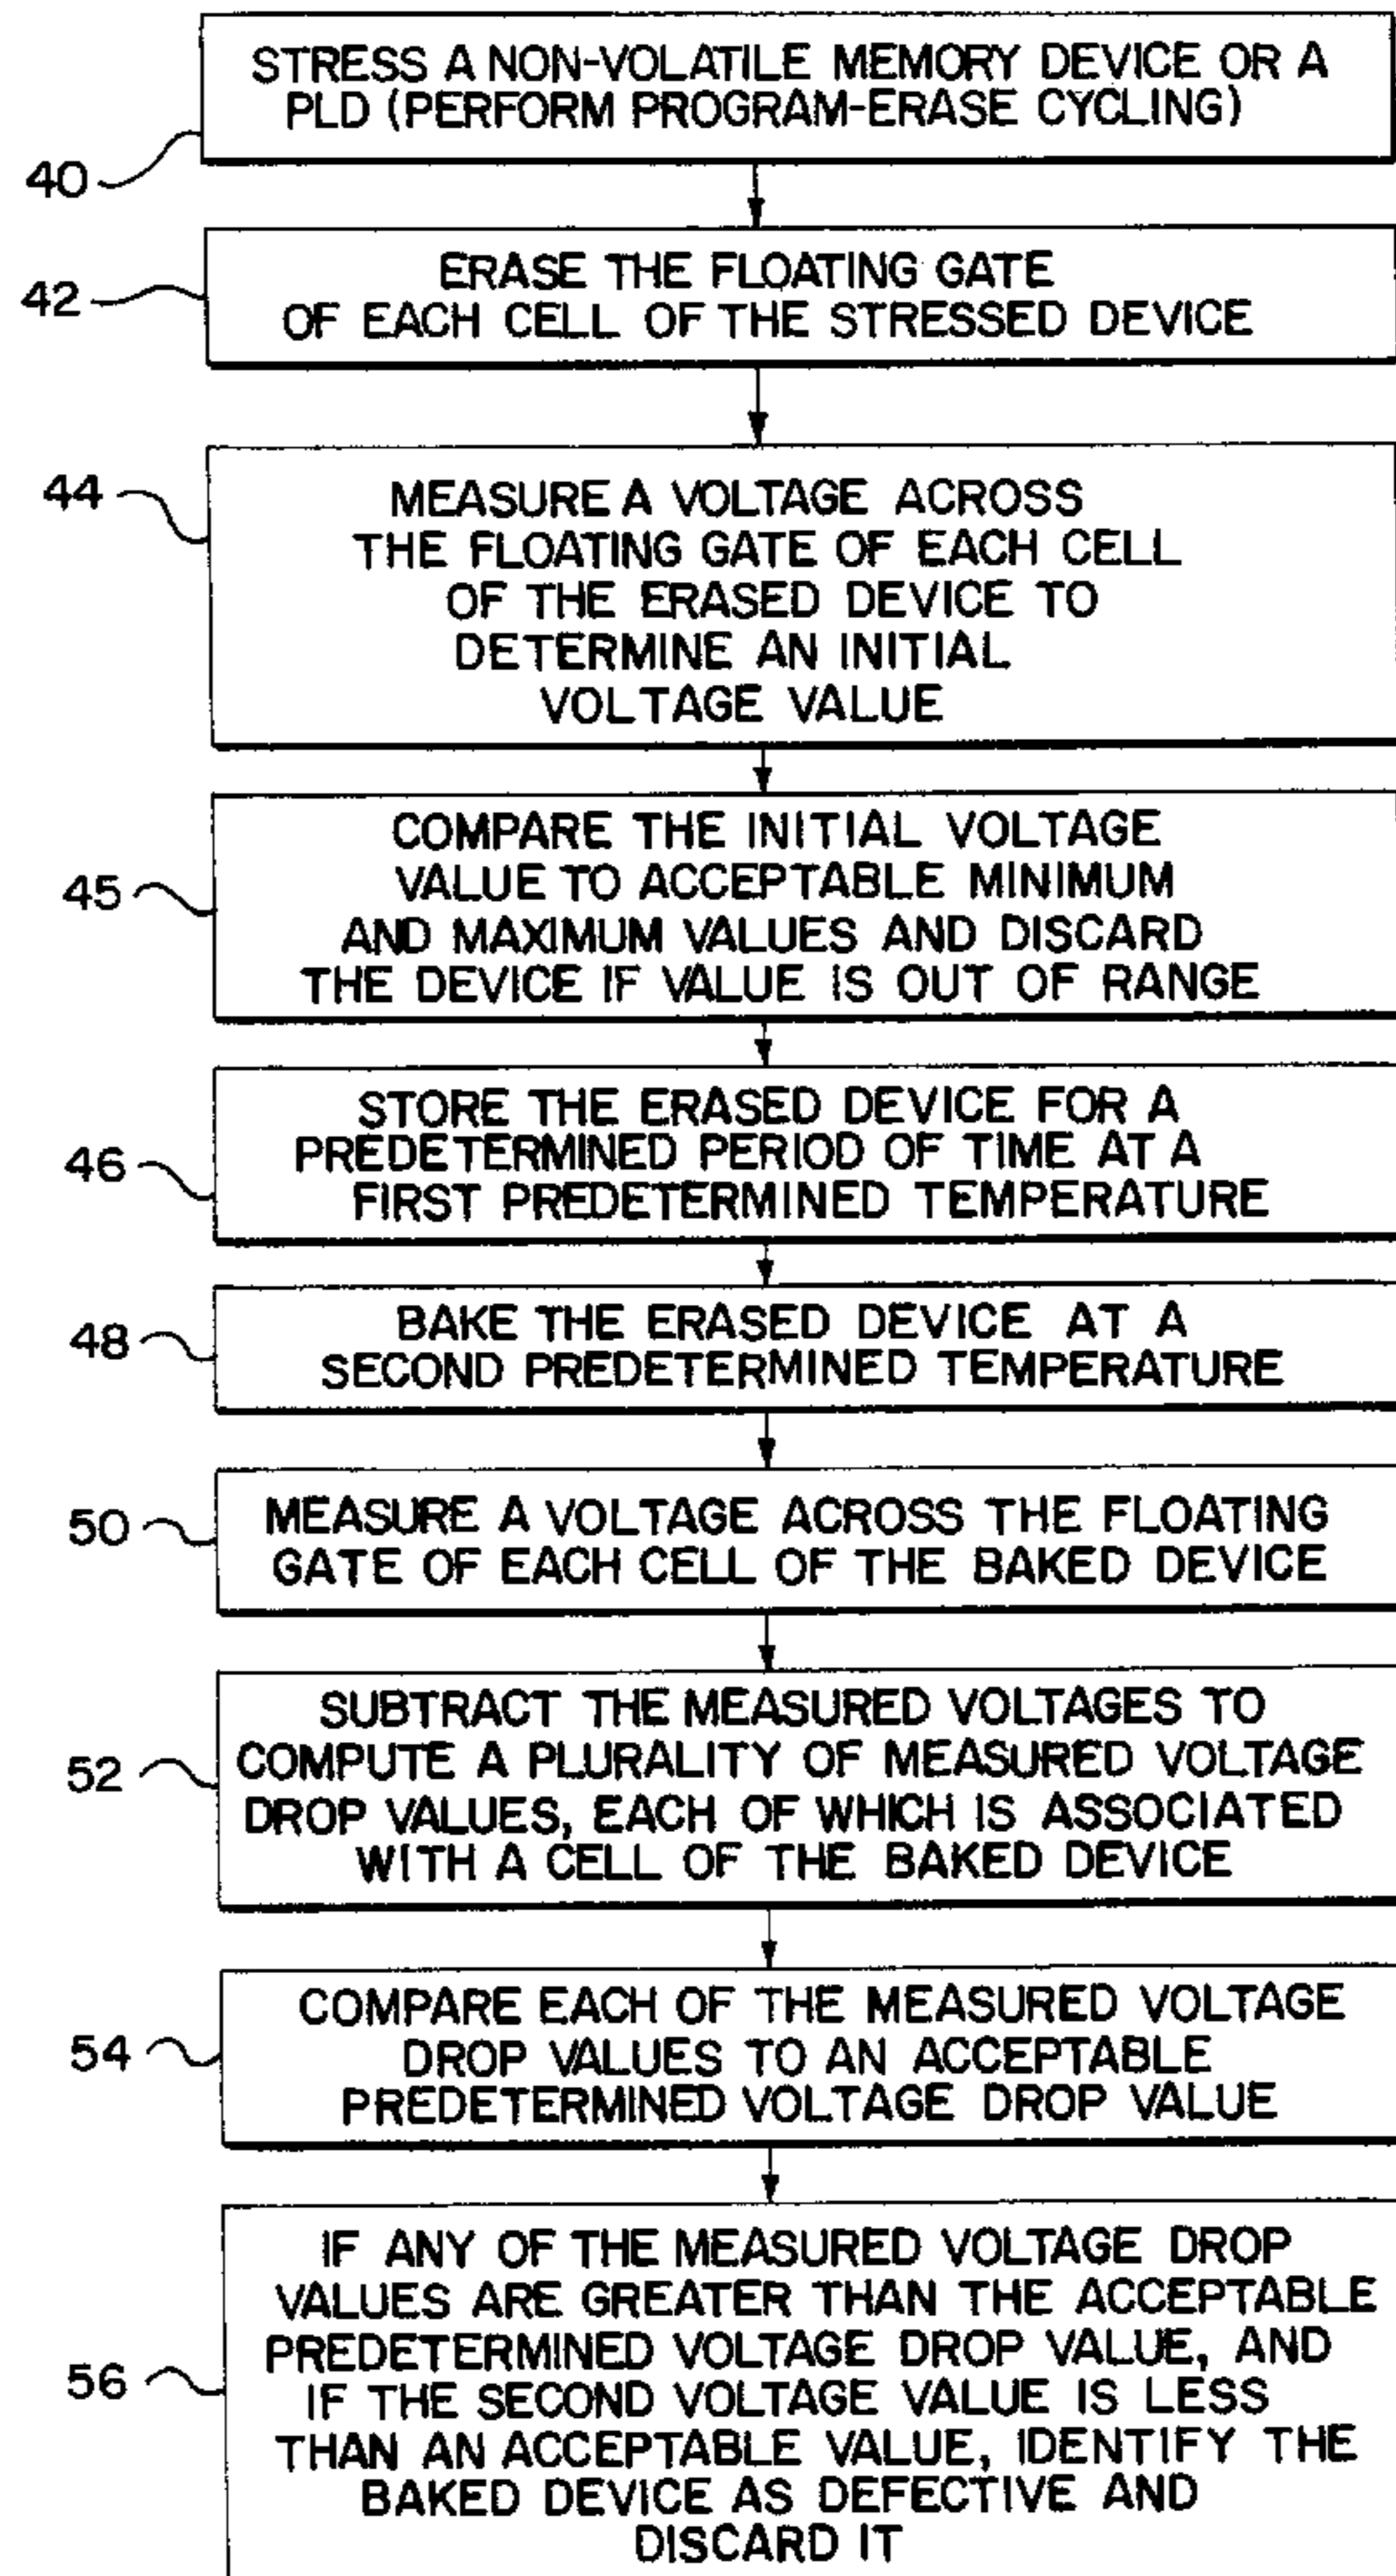 STRESS A NON-VOLATILE MEMORY DEVICE OR A
PLD (PERFORM PROGRAM-ERASE CYCLING)
40
ERASE THE FLOATING GATE
OF EACH CELL OF THE STRESSED DEVICE
42
44
MEASURE A VOLTAGE ACROSS
THE FLOATING GATE OF EACH CELL
OF THE ERASED DEVICE TO
DETERMINE AN INITIAL
VOLTAGE VALUE
COMPARE THE INITIAL VOLTAGE
VALUE TO ACCEPTABLE MINIMUM
45
AND MAXIMUM VALUES AND DISCARD
THE DEVICE IF VALUE IS OUT OF RANGE
STORE THE ERASED DEVICE FOR A
PREDETERMINED PERIOD OF TIME AT A
46
FIRST PREDETERMINED TEMPERATURE
BAKE THE ERASED DEVICE AT A
48
SECOND PREDETERMINED TEMPERATURE
MEASURE A VOLTAGE ACROSS THE FLOATING
50
GATE OF EACH CELL OF THE BAKED DEVICE
SUBTRACT THE MEASURED VOLTAGES TO
COMPUTE A PLURALITY OF MEASURED VOLTAGE
52
DROP VALUES, EACH OF WHICH IS ASSOCIATED
WITH A CELL OF THE BAKED DEVICE
COMPARE EACH OF THE MEASURED VOLTAGE
54
DROP VALUES TO AN ACCEPTABLE
PREDETERMINED VOLTAGE DROP VALUE
IF ANY OF THE MEASURED VOLTAGE DROP
VALUES ARE GREATER THAN THE ACCEPTABLE
PREDETERMINED VOLTAGE DROP VALUE, AND
56
IF THE SECOND VOLTAGE VALUE IS LESS
THAN AN ACCEPTABLE VALUE, IDENTIFY THE
BAKED DEVICE AS DEFECTIVE AND
DISCARD IT